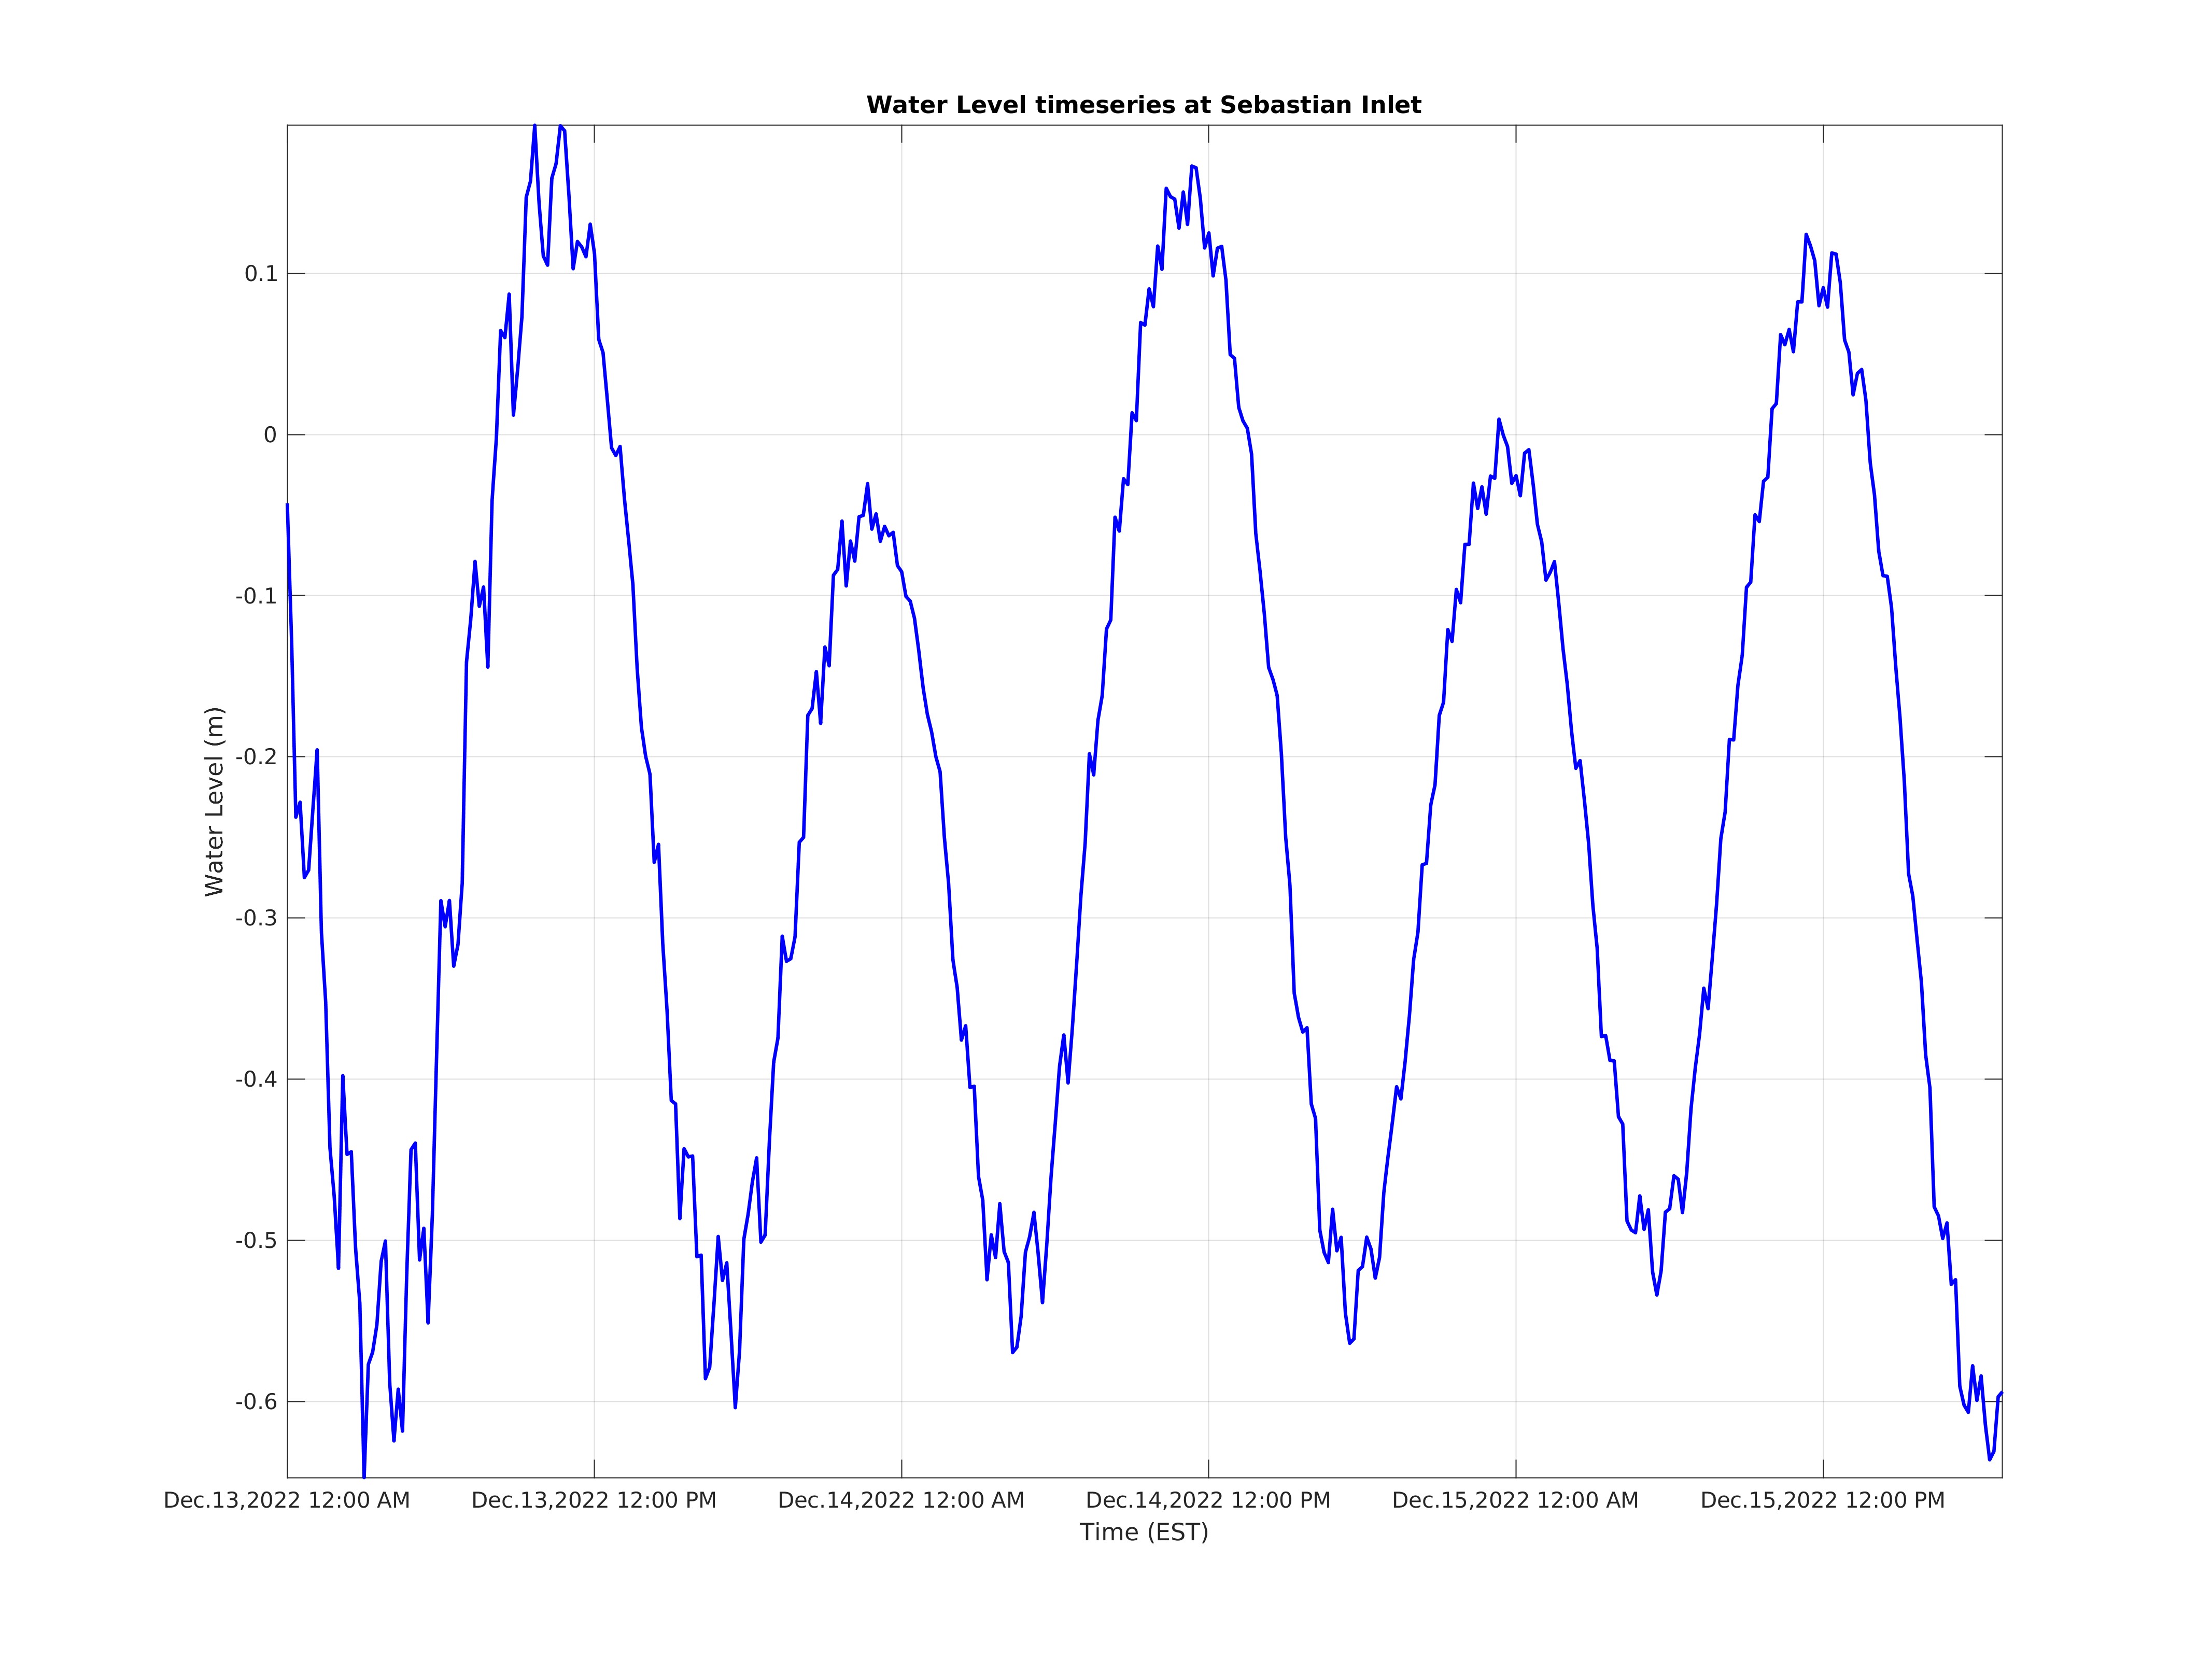 Water Level timeseries at Sebastian Inlet
0.1
0
-0.1
-0.2
-0.3
-0.4
-0.5
-0.6
Water Level (m)
Dec.13,2022 12:00 AM Dec.13,2022 12:00 PM Dec.14,2022 12:00 AM Dec.14,2022 12:00 PM Dec.15,2022 12:00 AM Dec.15,2022 12:00 PM
Time (EST)